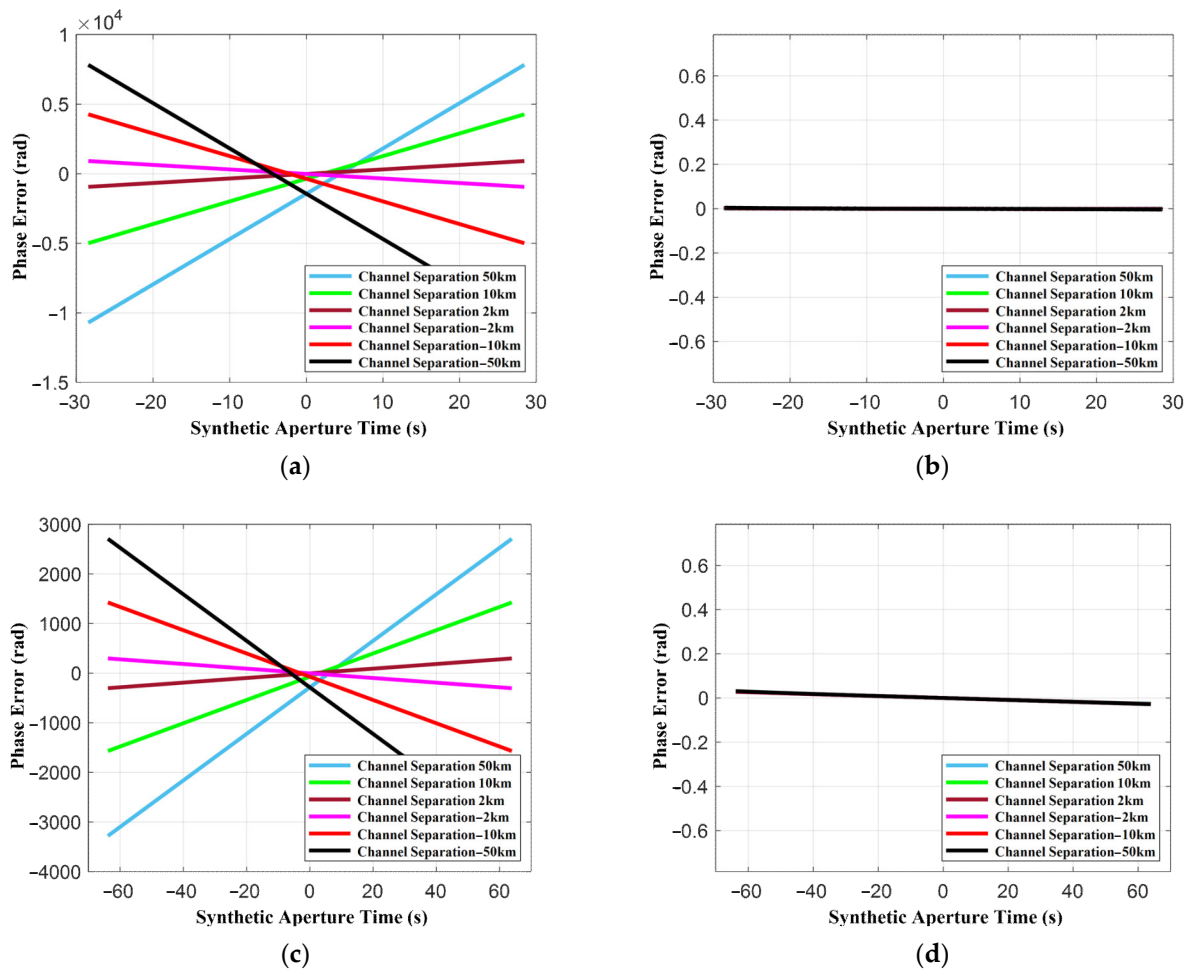 ×10⁴
1
0.5
0
−0.5
−1
−1.5
Phase Error (rad)
−30 −20 −10 0 10 20 30
Synthetic Aperture Time (s)
Channel Separation 50km
Channel Separation 10km
Channel Separation 2km
Channel Separation−2km
Channel Separation−10km
Channel Separation−50km
(a)
0.6
0.4
0.2
0
−0.2
−0.4
−0.6
Phase Error (rad)
−30 −20 −10 0 10 20 30
Synthetic Aperture Time (s)
Channel Separation 50km
Channel Separation 10km
Channel Separation 2km
Channel Separation−2km
Channel Separation−10km
Channel Separation−50km
(b)
3000
2000
1000
0
−1000
−2000
−3000
−4000
Phase Error (rad)
−60 −40 −20 0 20 40 60
Synthetic Aperture Time (s)
Channel Separation 50km
Channel Separation 10km
Channel Separation 2km
Channel Separation−2km
Channel Separation−10km
Channel Separation−50km
(c)
0.6
0.4
0.2
0
−0.2
−0.4
−0.6
Phase Error (rad)
−60 −40 −20 0 20 40 60
Synthetic Aperture Time (s)
Channel Separation 50km
Channel Separation 10km
Channel Separation 2km
Channel Separation−2km
Channel Separation−10km
Channel Separation−50km
(d)